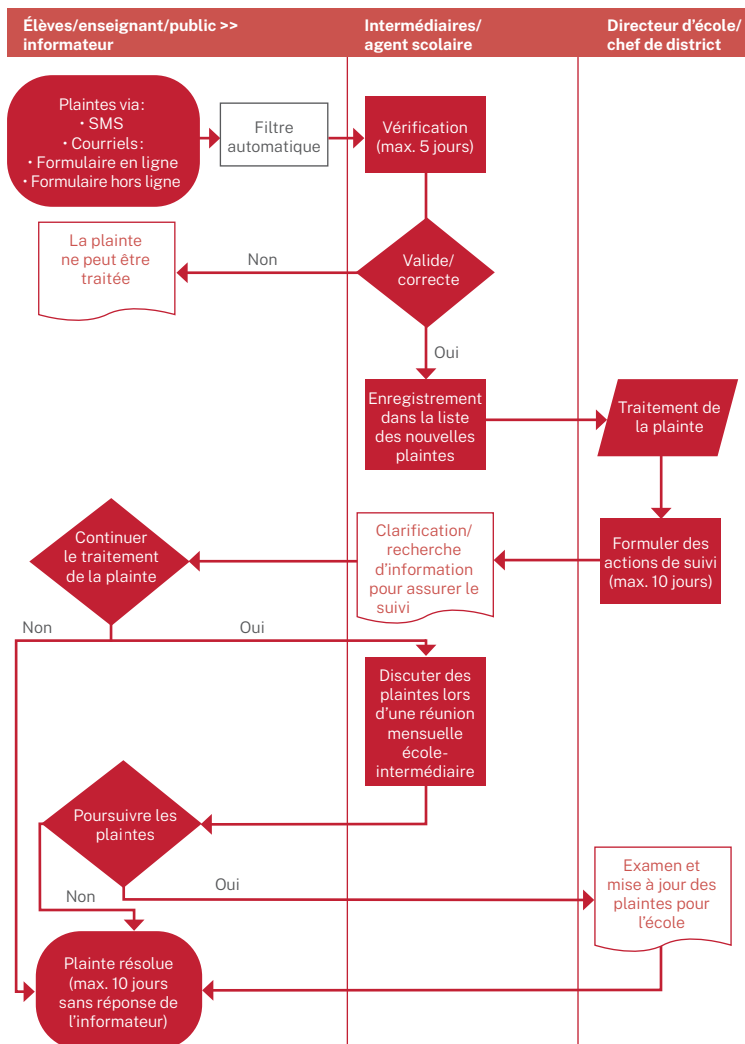 Élèves/enseignant/public >>
informateur
Intermédiaires/
agent scolaire
Directeur d'école/
chef de district
Plaintes via :
• SMS
• Courriels :
• Formulaire en ligne
• Formulaire hors ligne
Filtre
automatique
Vérification
(max. 5 jours)
La plainte
ne peut être
traitée
Non
Valide/
correcte
Oui
Enregistrement
dans la liste
des nouvelles
plaintes
Traitement de
la plainte
Continuer
le traitement
de la plainte
Clarification/
recherche
d'information
pour assurer le
suivi
Formuler des
actions de suivi
(max. 10 jours)
Non
Oui
Discuter des
plaintes lors
d'une réunion
mensuelle
école-
intermédiaire
Poursuivre les
plaintes
Non
Oui
Examen et
mise à jour des
plaintes pour
l'école
Plainte résolue
(max. 10 jours
sans réponse de
l'informateur)